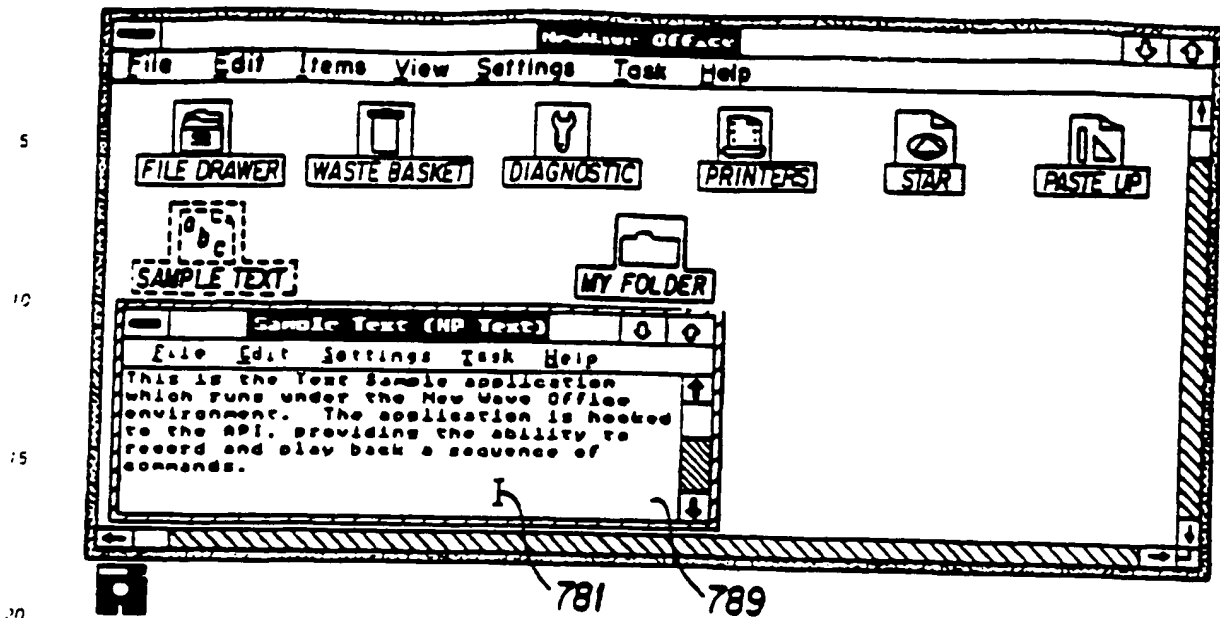 NewWave Office
File Edit Items View Settings Task Help
5
FILE DRAWER WASTE BASKET DIAGNOSTIC PRINTERS STAR PASTE UP
a b c
SAMPLE TEXT MY FOLDER
10
Sample Text (NP Text)
File Edit Settings Task Help
This is the Text Sample application
which runs under the New Wave Office
environment. The application is hooked
to the API, providing the ability to
15
record and play back a sequence of
commands.
781 789
20